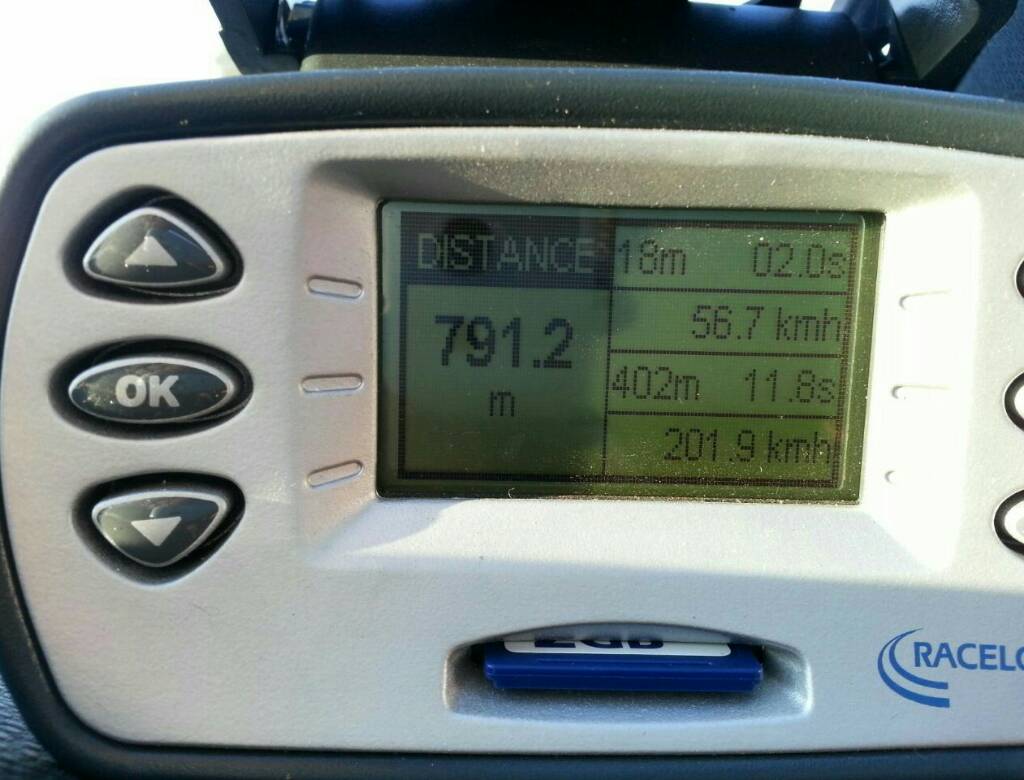 DISTANCE
791.2
m
18m 02.0s
56.7 kmh
402m 11.8s
201.9 kmh
OK
2GB
RACELO